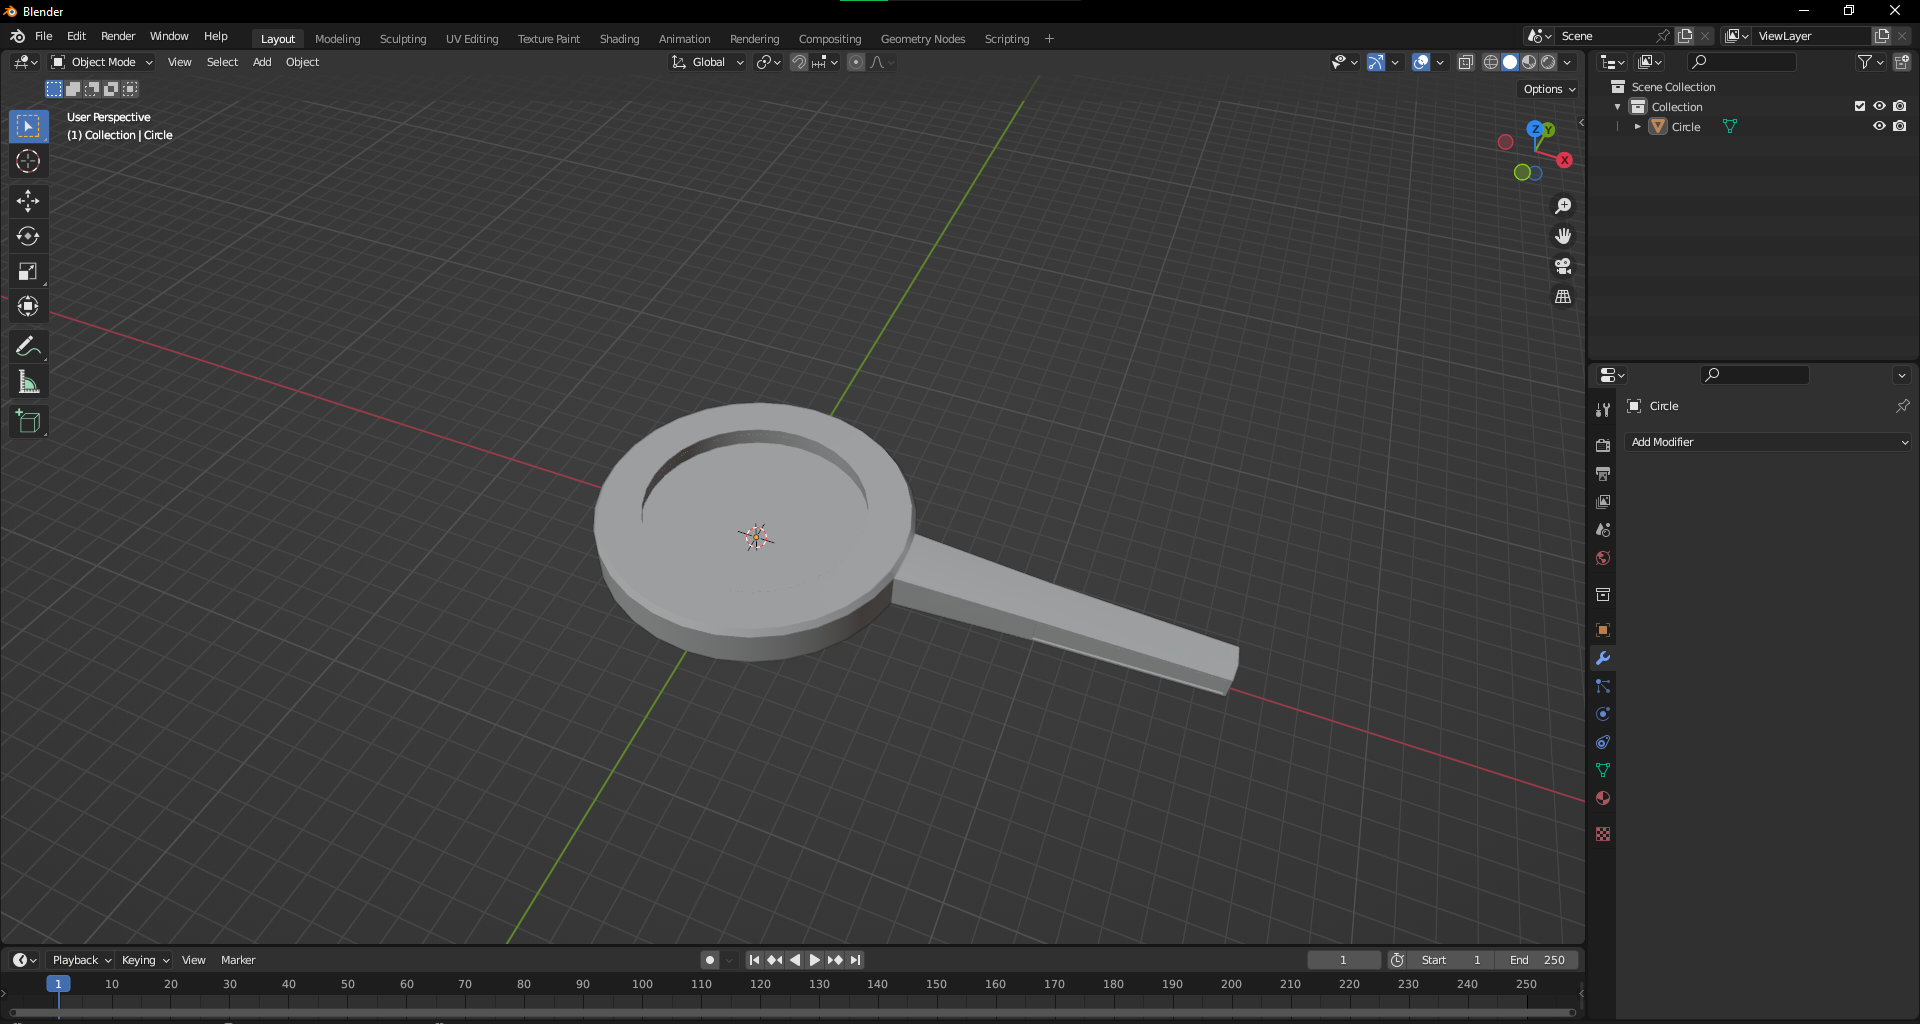 Blender
File Edit Render Window Help Layout Modeling Sculpting UV Editing Texture Paint Shading Animation Rendering Compositing Geometry Nodes Scripting + Scene ViewLayer
Object Mode View Select Add Object Global
Options
User Perspective
(1) Collection | Circle
Z Y
X
Scene Collection
Collection
Circle
Circle
Add Modifier
Playback Keying View Marker 1 Start 1 End 250
1 10 20 30 40 50 60 70 80 90 100 110 120 130 140 150 160 170 180 190 200 210 220 230 240 250